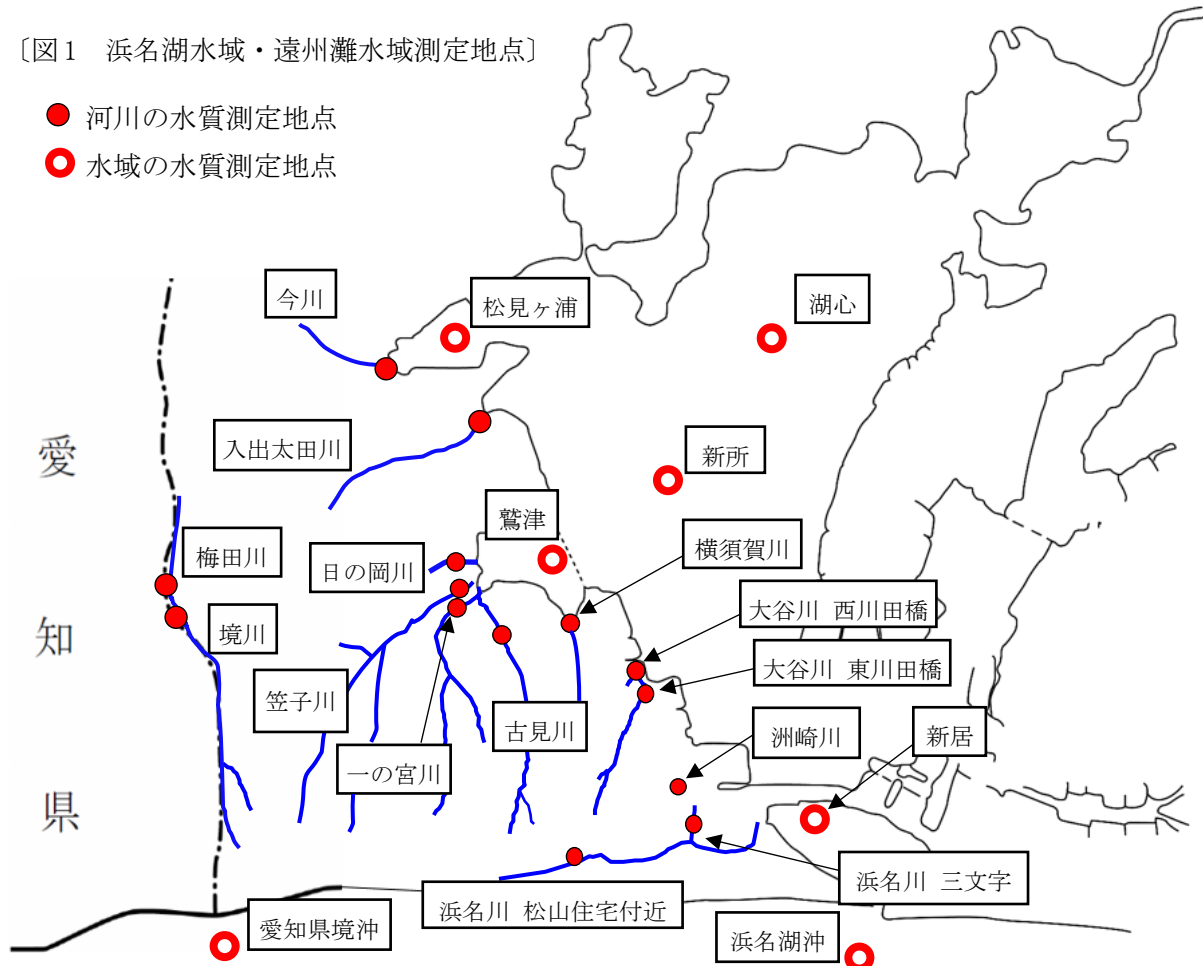 〔図1 浜名湖水域・遠州灘水域測定地点〕
河川の水質測定地点
水域の水質測定地点
今川
松見ヶ浦
湖心
入出太田川
新所
鷲津
横須賀川
梅田川
日の岡川
大谷川 西川田橋
境川
大谷川 東川田橋
笠子川
古見川
洲崎川
新居
一の宮川
浜名川 三文字
浜名川 松山住宅付近
愛知県境沖
浜名湖沖
愛
知
県